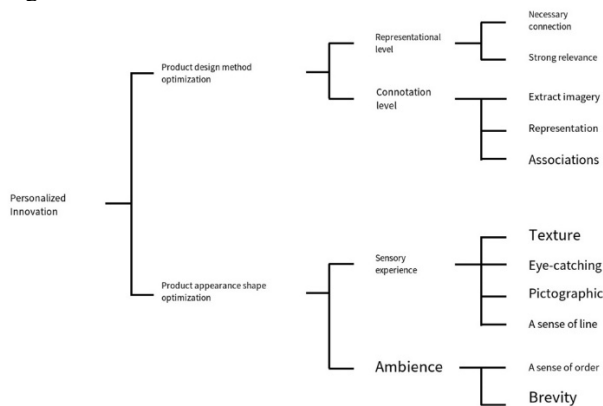 Personalized
Innovation
Product design method
optimization
Representational
level
Necessary
connection
Strong relevance
Connotation
level
Extract imagery
Representation
Associations
Product appearance shape
optimization
Sensory
experience
Texture
Eye-catching
Pictographic
A sense of line
Ambience
A sense of order
Brevity